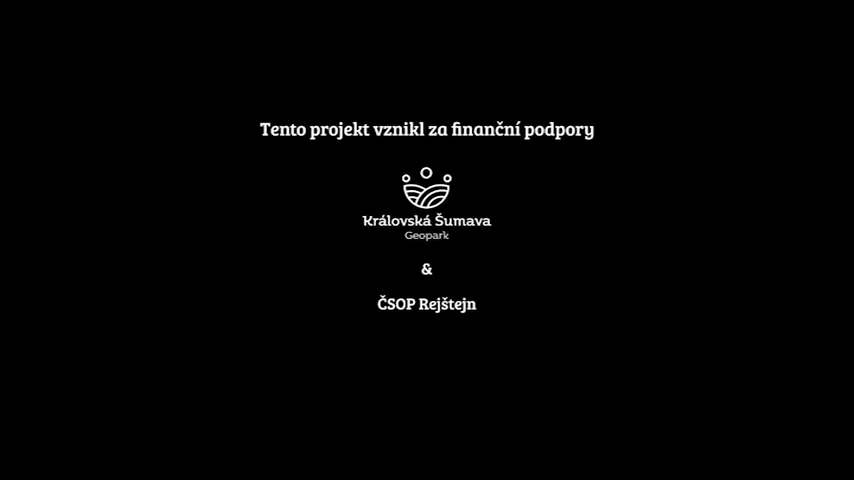 Tento projekt vznikl za finanční podpory
Královská Šumava
Geopark
&
ČSOP Rejštejn